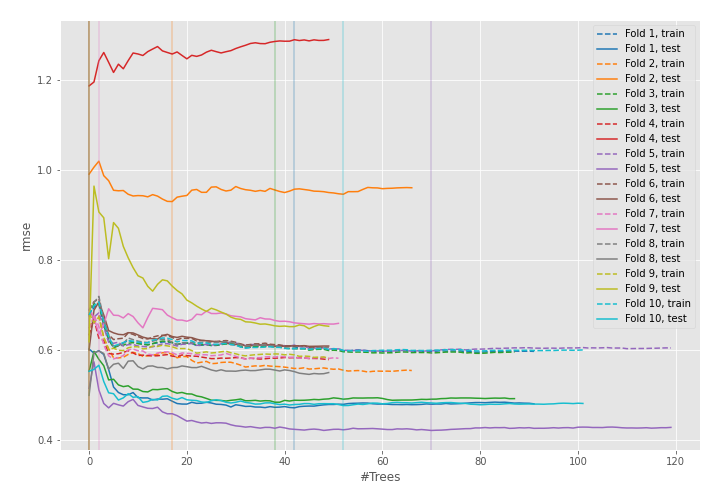 Fold 1, train
Fold 1, test
Fold 2, train
Fold 2, test
Fold 3, train
Fold 3, test
Fold 4, train
Fold 4, test
Fold 5, train
Fold 5, test
Fold 6, train
Fold 6, test
Fold 7, train
Fold 7, test
Fold 8, train
Fold 8, test
Fold 9, train
Fold 9, test
Fold 10, train
Fold 10, test
1.2
1.0
0.8
0.6
0.4
rmse
0 20 40 60 80 100 120
#Trees